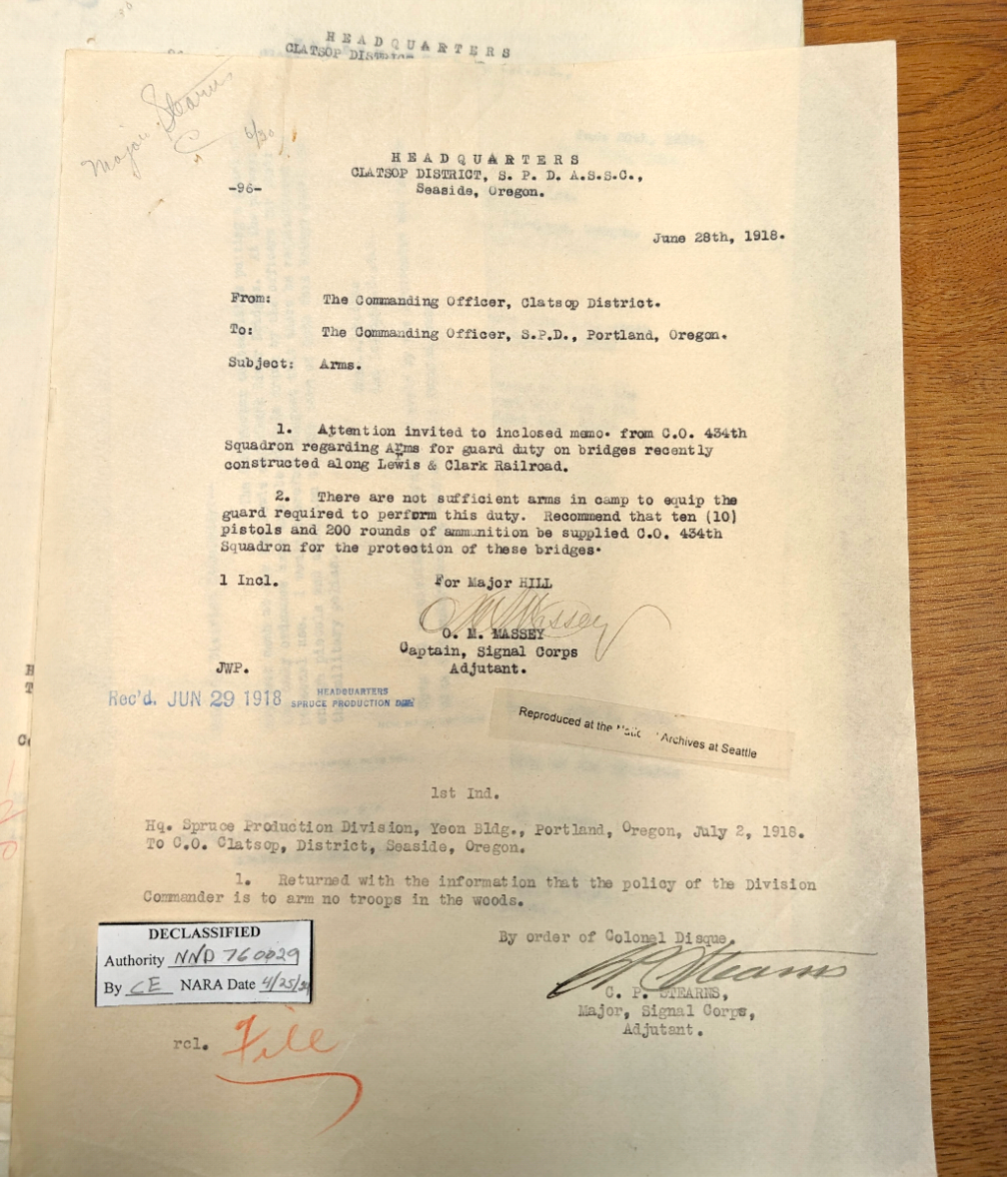 HEADQUARTERS
CLATSOP DISTRICT
Major Stearns
C
6/30
HEADQUARTERS
CLATSOP DISTRICT, S. P. D. A.S.S.C.,
-96-
Seaside, Oregon.
June 28th, 1918.
From: The Commanding Officer, Clatsop District.
To: The Commanding Officer, S.P.D., Portland, Oregon.
Subject: Arms.
1. Attention invited to inclosed memo. from C.O. 434th
Squadron regarding Arms for guard duty on bridges recently
constructed along Lewis & Clark Railroad.
2. There are not sufficient arms in camp to equip the
guard required to perform this duty. Recommend that ten (10)
pistols and 200 rounds of ammunition be supplied C.O. 434th
Squadron for the protection of these bridges.
1 Incl.
For Major HILL
O M Massey
O. M. MASSEY
Captain, Signal Corps
Adjutant.
JWP.
Rec'd. JUN 29 1918 HEADQUARTERS
SPRUCE PRODUCTION
Reproduced at the National Archives at Seattle
1st Ind.
Hq. Spruce Production Division, Yeon Bldg., Portland, Oregon, July 2, 1918.
To C.O. Clatsop, District, Seaside, Oregon.
1. Returned with the information that the policy of the Division
Commander is to arm no troops in the woods.
By order of Colonel Disque
C P Stearns
C. P. STEARNS,
Major, Signal Corps,
Adjutant.
DECLASSIFIED
Authority NND 760029
By CE NARA Date 4/25/
rcl.
File